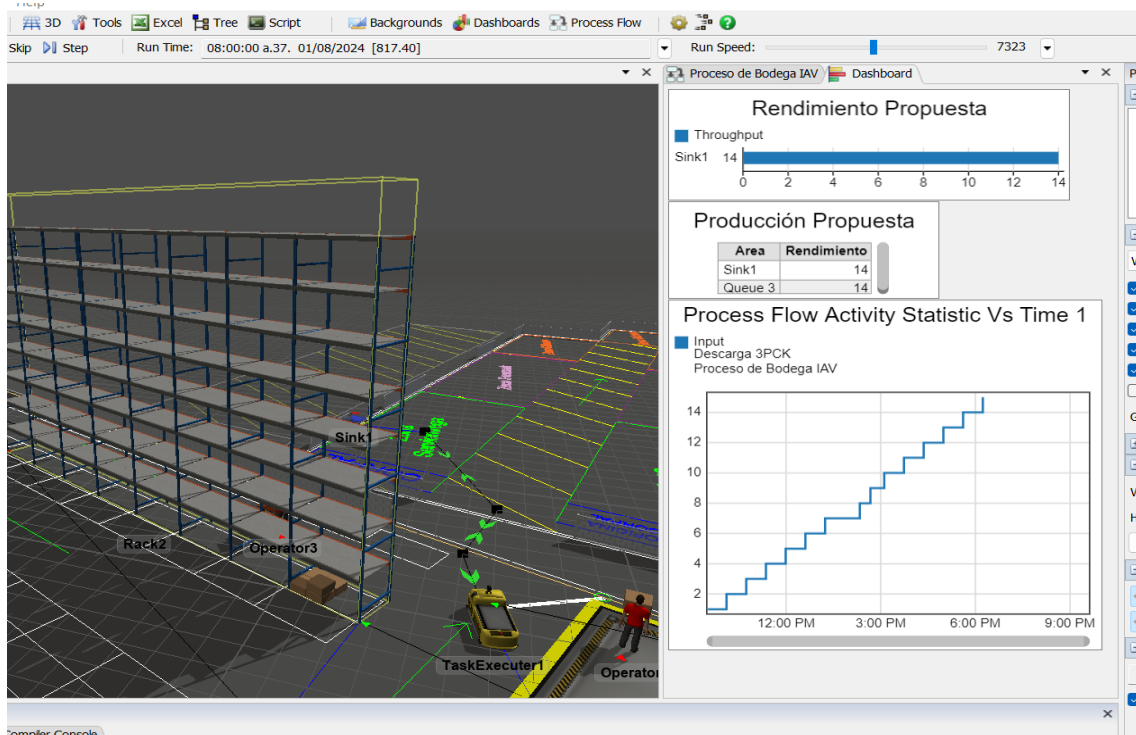 Help
3D Tools Excel Tree Script Backgrounds Dashboards Process Flow
Skip Step Run Time: 08:00:00 a.37. 01/08/2024 [817.40] Run Speed: 7323
Proceso de Bodega IAV Dashboard
Rendimiento Propuesta
Throughput
Sink1 14
0 2 4 6 8 10 12 14
Producción Propuesta
Area Rendimiento
Sink1 14
Queue 3 14
Process Flow Activity Statistic Vs Time 1
Input
Descarga 3PCK
Proceso de Bodega IAV
14
12
10
8
6
4
2
12:00 PM 3:00 PM 6:00 PM 9:00 PM
Sink1
Rack2
Operator3
TaskExecuter1
Operator
Compiler Console